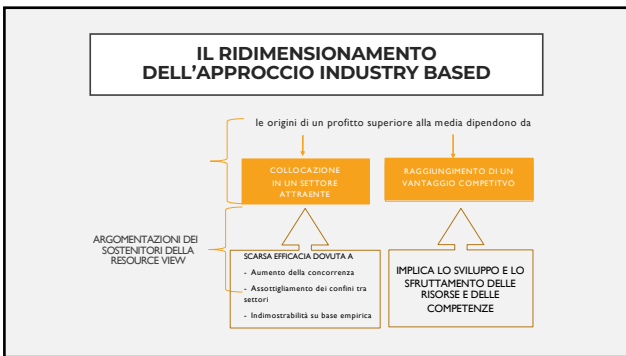 IL RIDIMENSIONAMENTO
DELL'APPROCCIO INDUSTRY BASED
le origini di un profitto superiore alla media dipendono da
COLLOCAZIONE
IN UN SETTORE
ATTRAENTE
RAGGIUNGIMENTO DI UN
VANTAGGIO COMPETITVO
ARGOMENTAZIONI DEI
SOSTENITORI DELLA
RESOURCE VIEW
SCARSA EFFICACIA DOVUTA A
- Aumento della concorrenza
- Assottigliamento dei confini tra
settori
- Indimostrabilità su base empirica
IMPLICA LO SVILUPPO E LO
SFRUTTAMENTO DELLE
RISORSE E DELLE
COMPETENZE